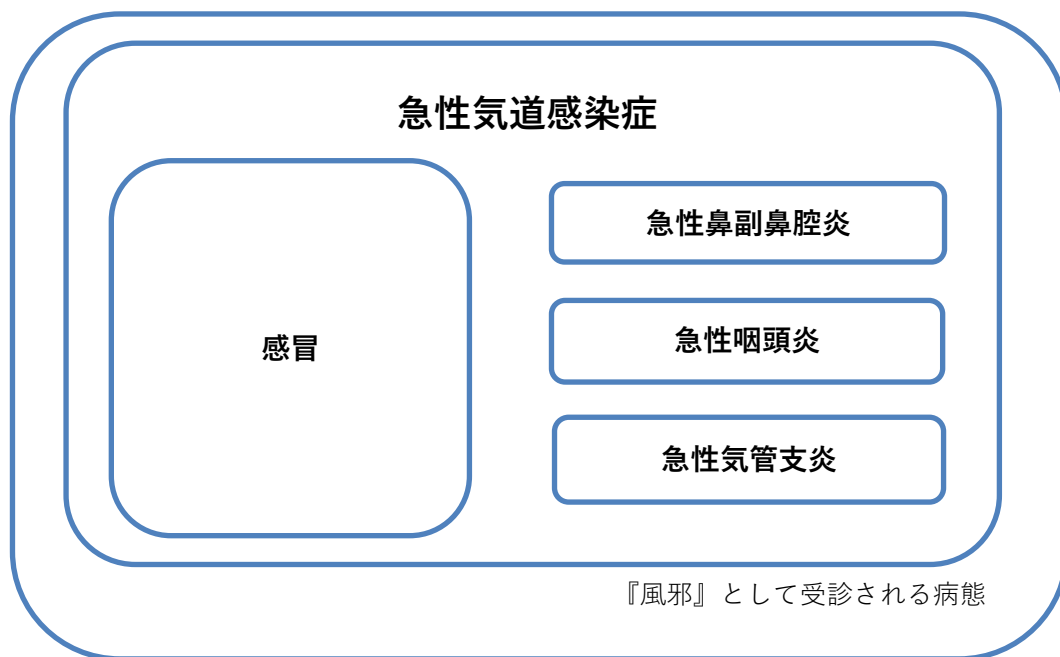 急性気道感染症
感冒
急性鼻副鼻腔炎
急性咽頭炎
急性気管支炎
『風邪』として受診される病態